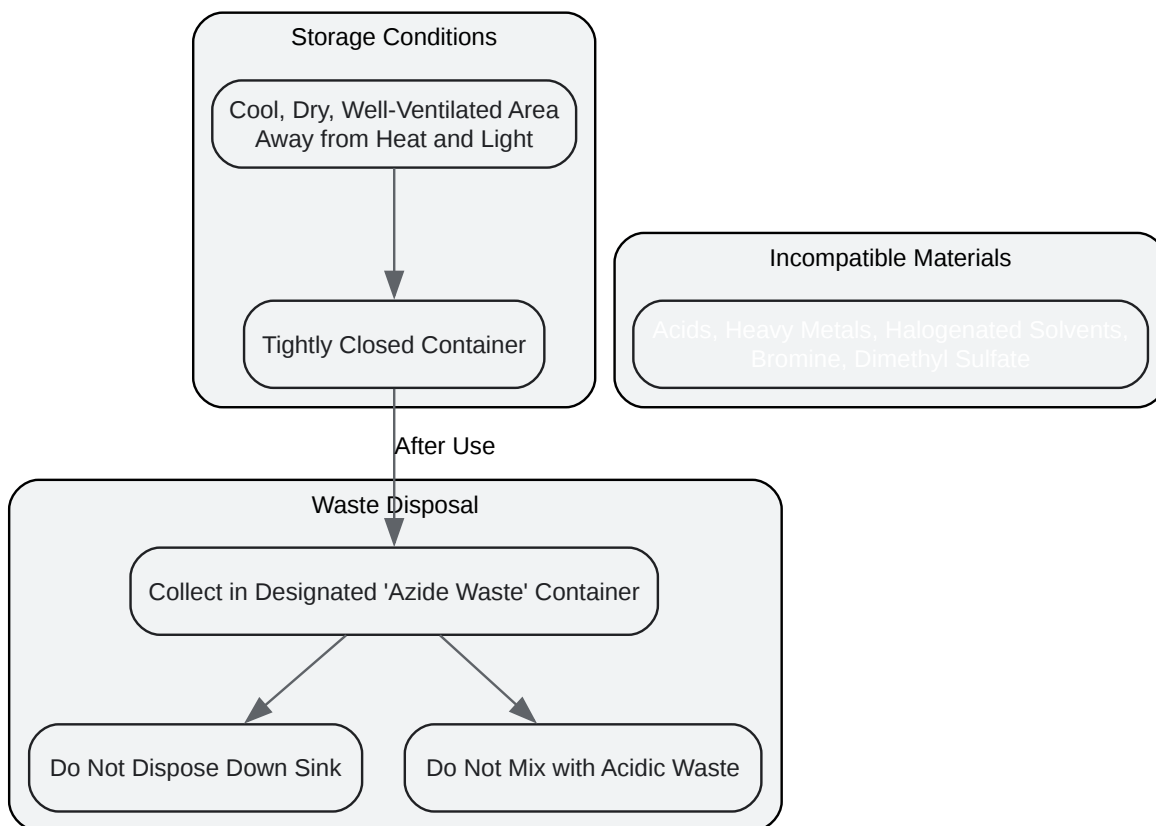 Storage Conditions
Cool, Dry, Well-Ventilated Area
Away from Heat and Light
Tightly Closed Container
Incompatible Materials
Acids, Heavy Metals, Halogenated Solvents,
Bromine, Dimethyl Sulfate
After Use
Waste Disposal
Collect in Designated 'Azide Waste' Container
Do Not Dispose Down Sink
Do Not Mix with Acidic Waste